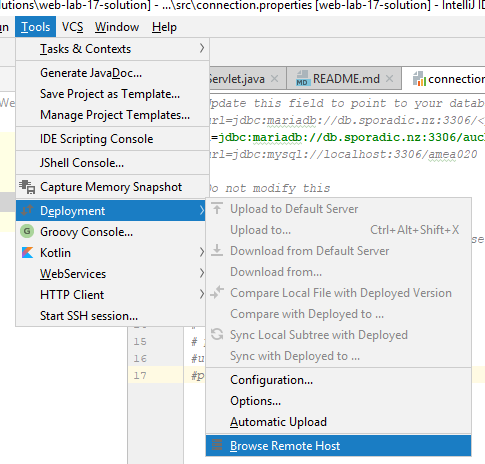 olutions\web-lab-17-solution] - ...\src\connection.properties [web-lab-17-solution] - IntelliJ ID
un Tools VCS Window Help
Tasks & Contexts
Generate JavaDoc...
Save Project as Template...
Manage Project Templates...
IDE Scripting Console
JShell Console...
Capture Memory Snapshot
Deployment
Groovy Console...
Kotlin
WebServices
HTTP Client
Start SSH session...
Servlet.java README.md connection
Update this field to point to your datab
url=jdbc:mariadb://db.sporadic.nz:3306/<
l=jdbc:mariadb://db.sporadic.nz:3306/auc
url=jdbc:mysql://localhost:3306/amea020
Do not modify this
Upload to Default Server
Upload to... Ctrl+Alt+Shift+X
Download from Default Server
Download from...
Compare Local File with Deployed Version
Compare with Deployed to ...
Sync Local Subtree with Deployed
Sync with Deployed to ...
Configuration...
Options...
Automatic Upload
Browse Remote Host
se
15 #
16 #u
17 #p